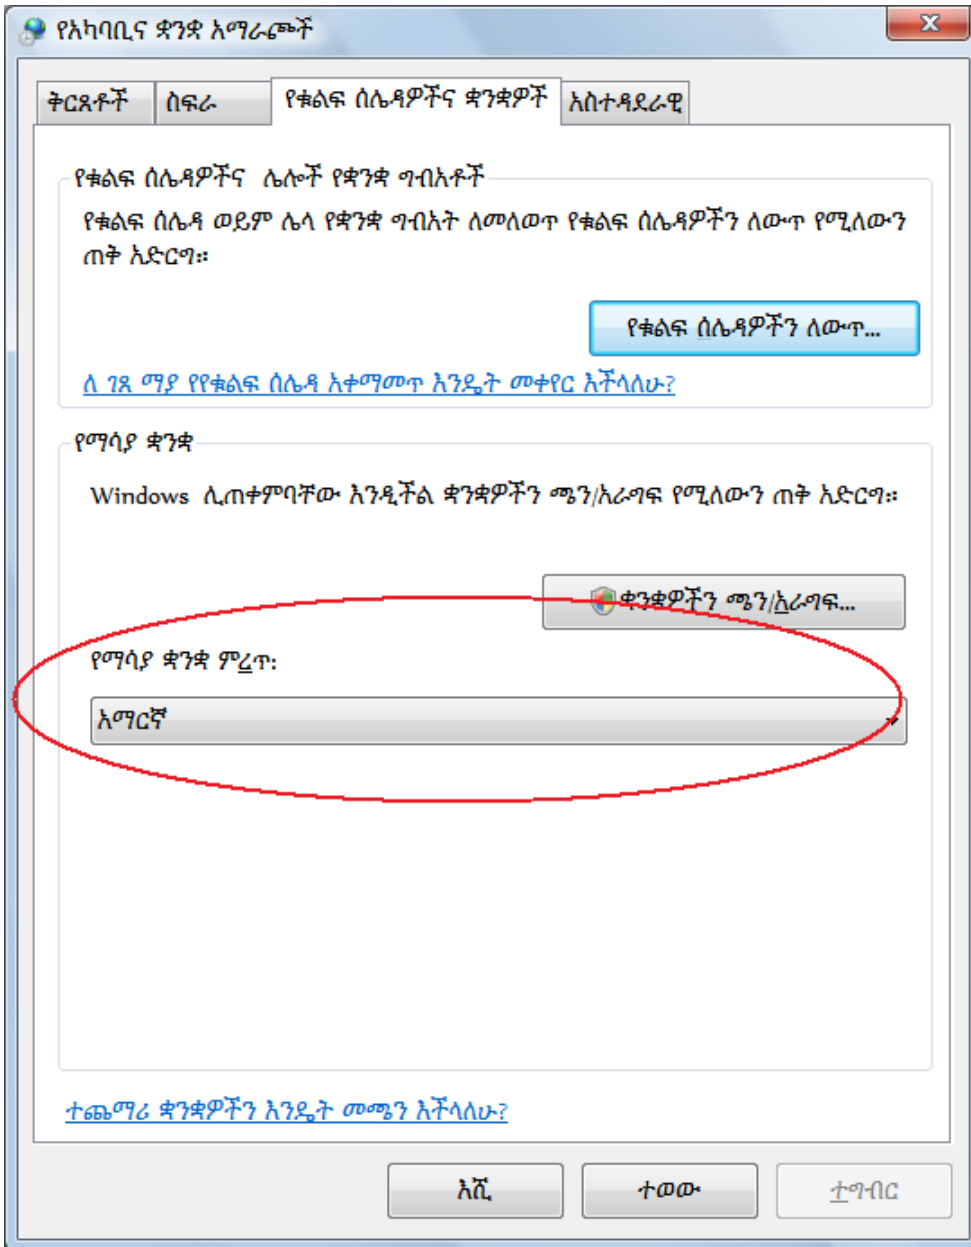 የአካባቢና ቋንቋ አማራጮች
ቅርጸቶች
ስፍራ
የቁልፍ ሰሌዳዎችና ቋንቋዎች
አስተዳደራዊ
የቁልፍ ሰሌዳዎችና ሌሎች የቋንቋ ግብአቶች
የቁልፍ ሰሌዳ ወይም ሌላ የቋንቋ ግብአት ለመለወጥ የቁልፍ ሰሌዳዎችን ለውጥ የሚለውን
ጠቅ አድርግ።
የቁልፍ ሰሌዳዎችን ለውጥ...
ለ ገጸ ማያ የየቁልፍ ሰሌዳ አቀማመጥ እንዴት መቀየር እችላለሁ?
የማሳያ ቋንቋ
Windows ሊጠቀምባቸው እንዲችል ቋንቋዎችን ጫን/አራግፍ የሚለውን ጠቅ አድርግ።
ቋንቋዎችን ጫን/አራግፍ...
የማሳያ ቋንቋ ምረጥ:
አማርኛ
ተጨማሪ ቋንቋዎችን እንዴት መጫን እችላለሁ?
እሺ
ተወው
ተግብር